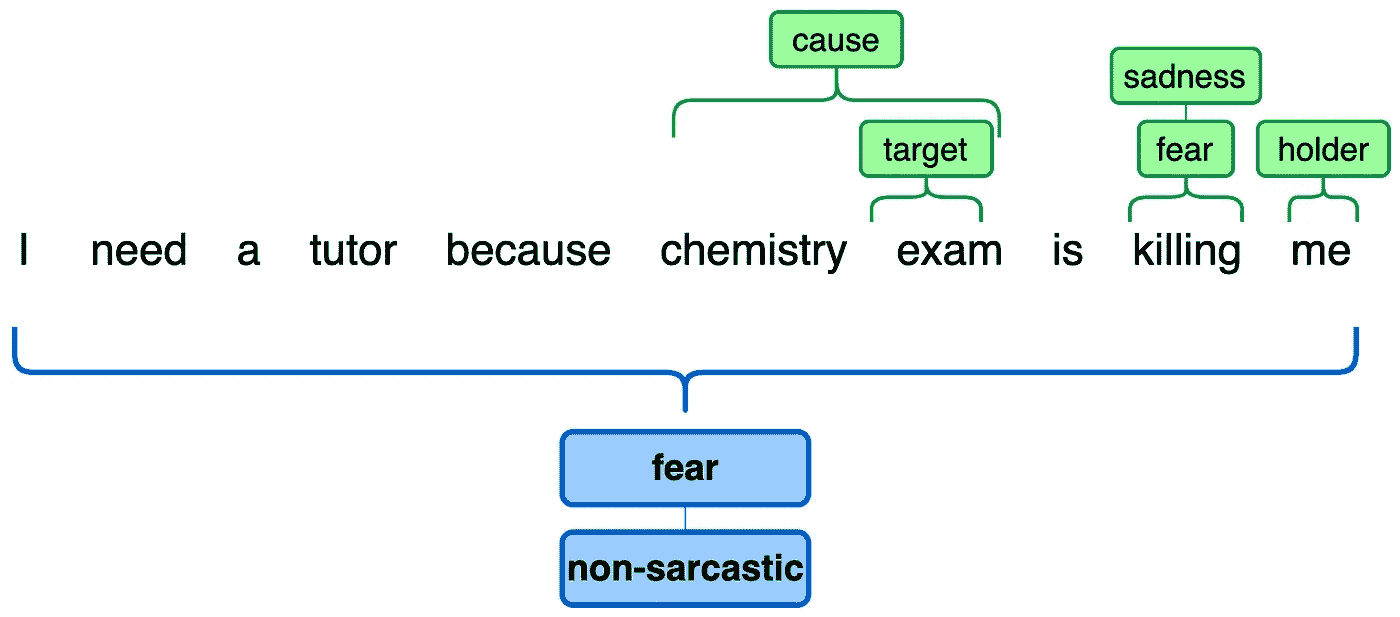 cause
sadness
target
fear
holder
I need a tutor because chemistry exam is killing me
fear
non-sarcastic